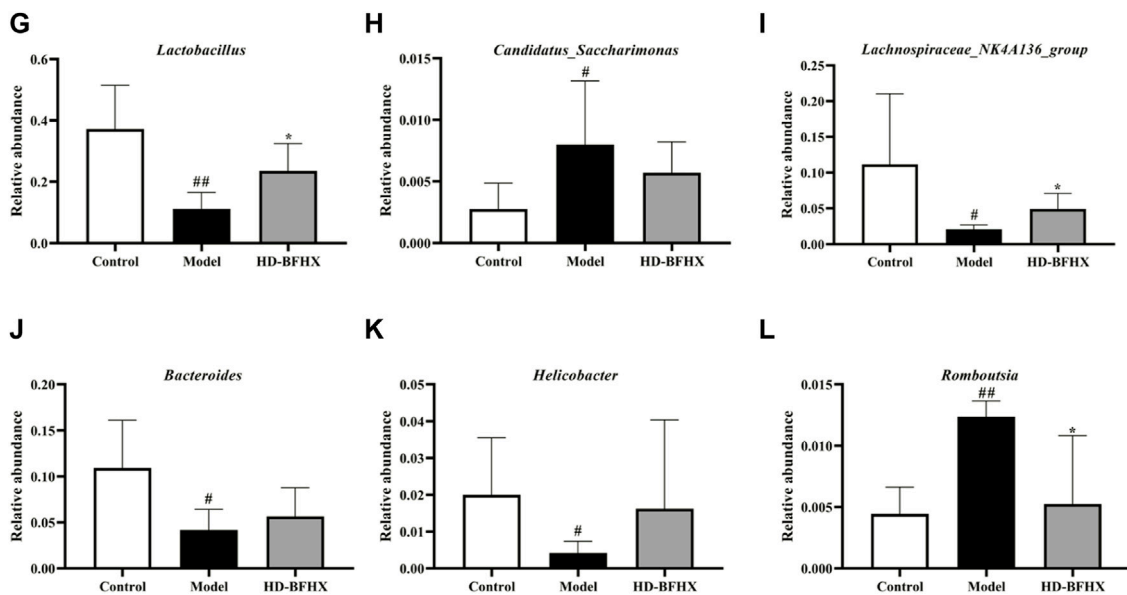 G
Lactobacillus
Relative abundance
0.6
0.4
0.2
0.0
##
*
Control Model HD-BFHX
H
Candidatus_Saccharimonas
Relative abundance
0.015
0.010
0.005
0.000
#
Control Model HD-BFHX
I
Lachnospiraceae_NK4A136_group
Relative abundance
0.25
0.20
0.15
0.10
0.05
0.00
#
*
Control Model HD-BFHX
J
Bacteroides
Relative abundance
0.20
0.15
0.10
0.05
0.00
#
Control Model HD-BFHX
K
Helicobacter
Relative abundance
0.05
0.04
0.03
0.02
0.01
0.00
#
Control Model HD-BFHX
L
Romboutsia
Relative abundance
0.015
0.010
0.005
0.000
##
*
Control Model HD-BFHX